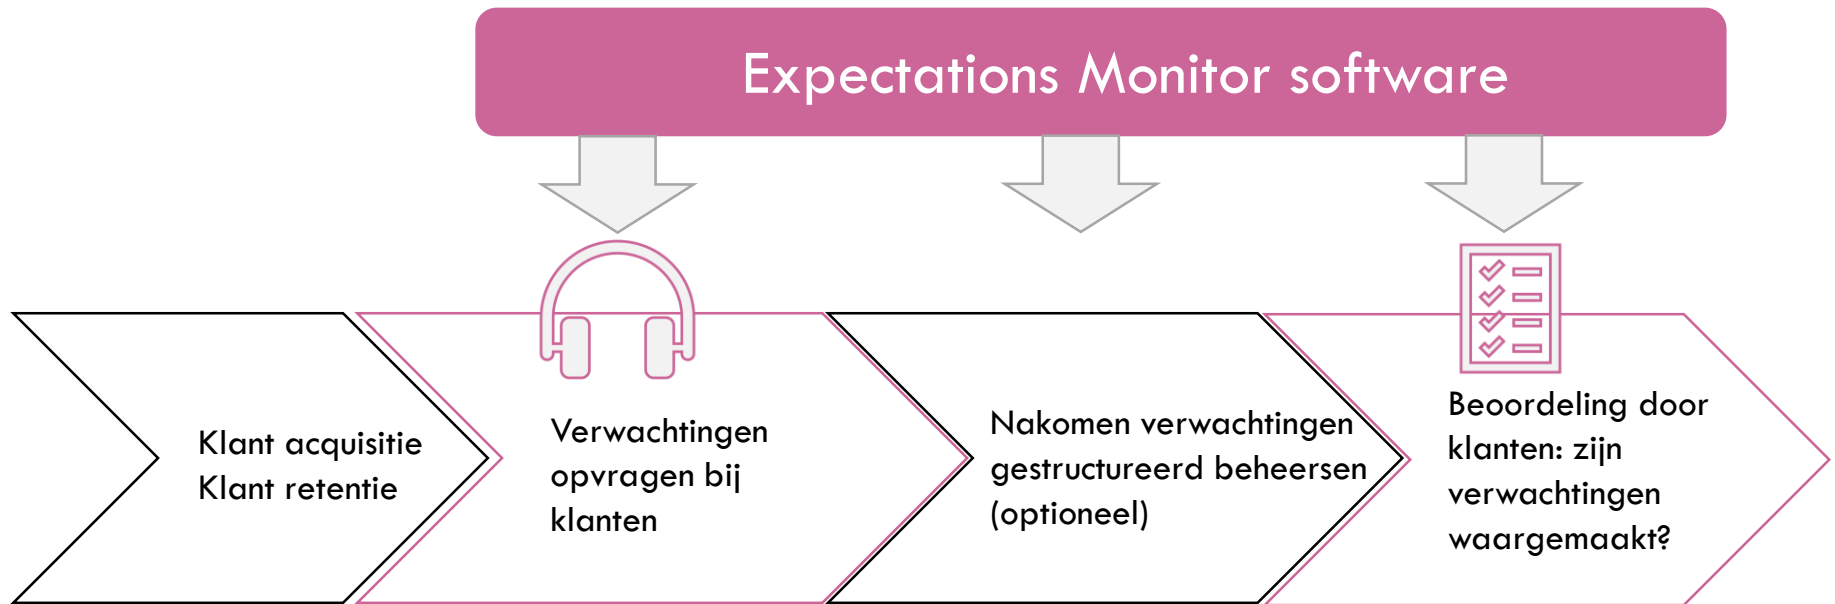 Expectations Monitor software
Klant acquisitie
Klant retentie
Verwachtingen
opvragen bij
klanten
Nakomen verwachtingen
gestructureerd beheersen
(optioneel)
Beoordeling door
klanten: zijn
verwachtingen
waargemaakt?